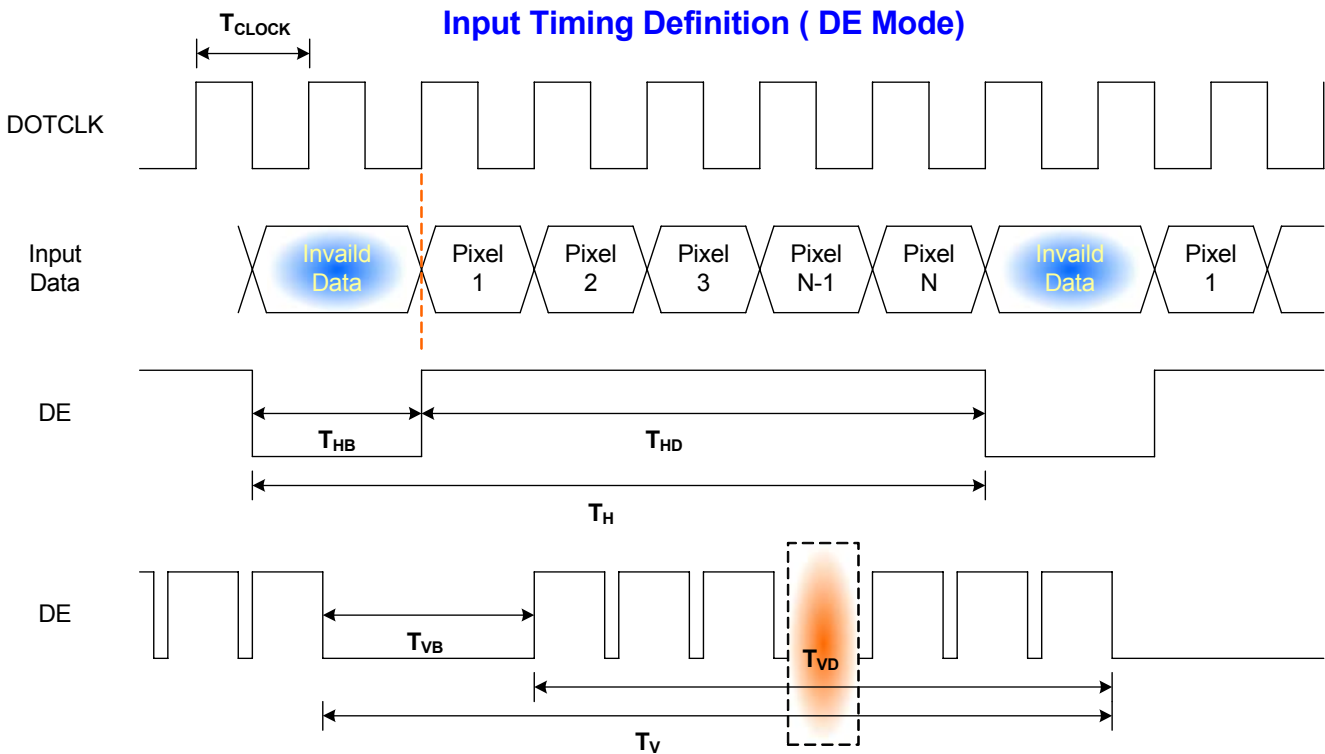 Input Timing Definition ( DE Mode)
TCLOCK
DOTCLK
Input
Data
Invaild
Data
Pixel
1
Pixel
2
Pixel
3
Pixel
N-1
Pixel
N
Invaild
Data
Pixel
1
DE
THB
THD
TH
DE
TVB
TVD
TV